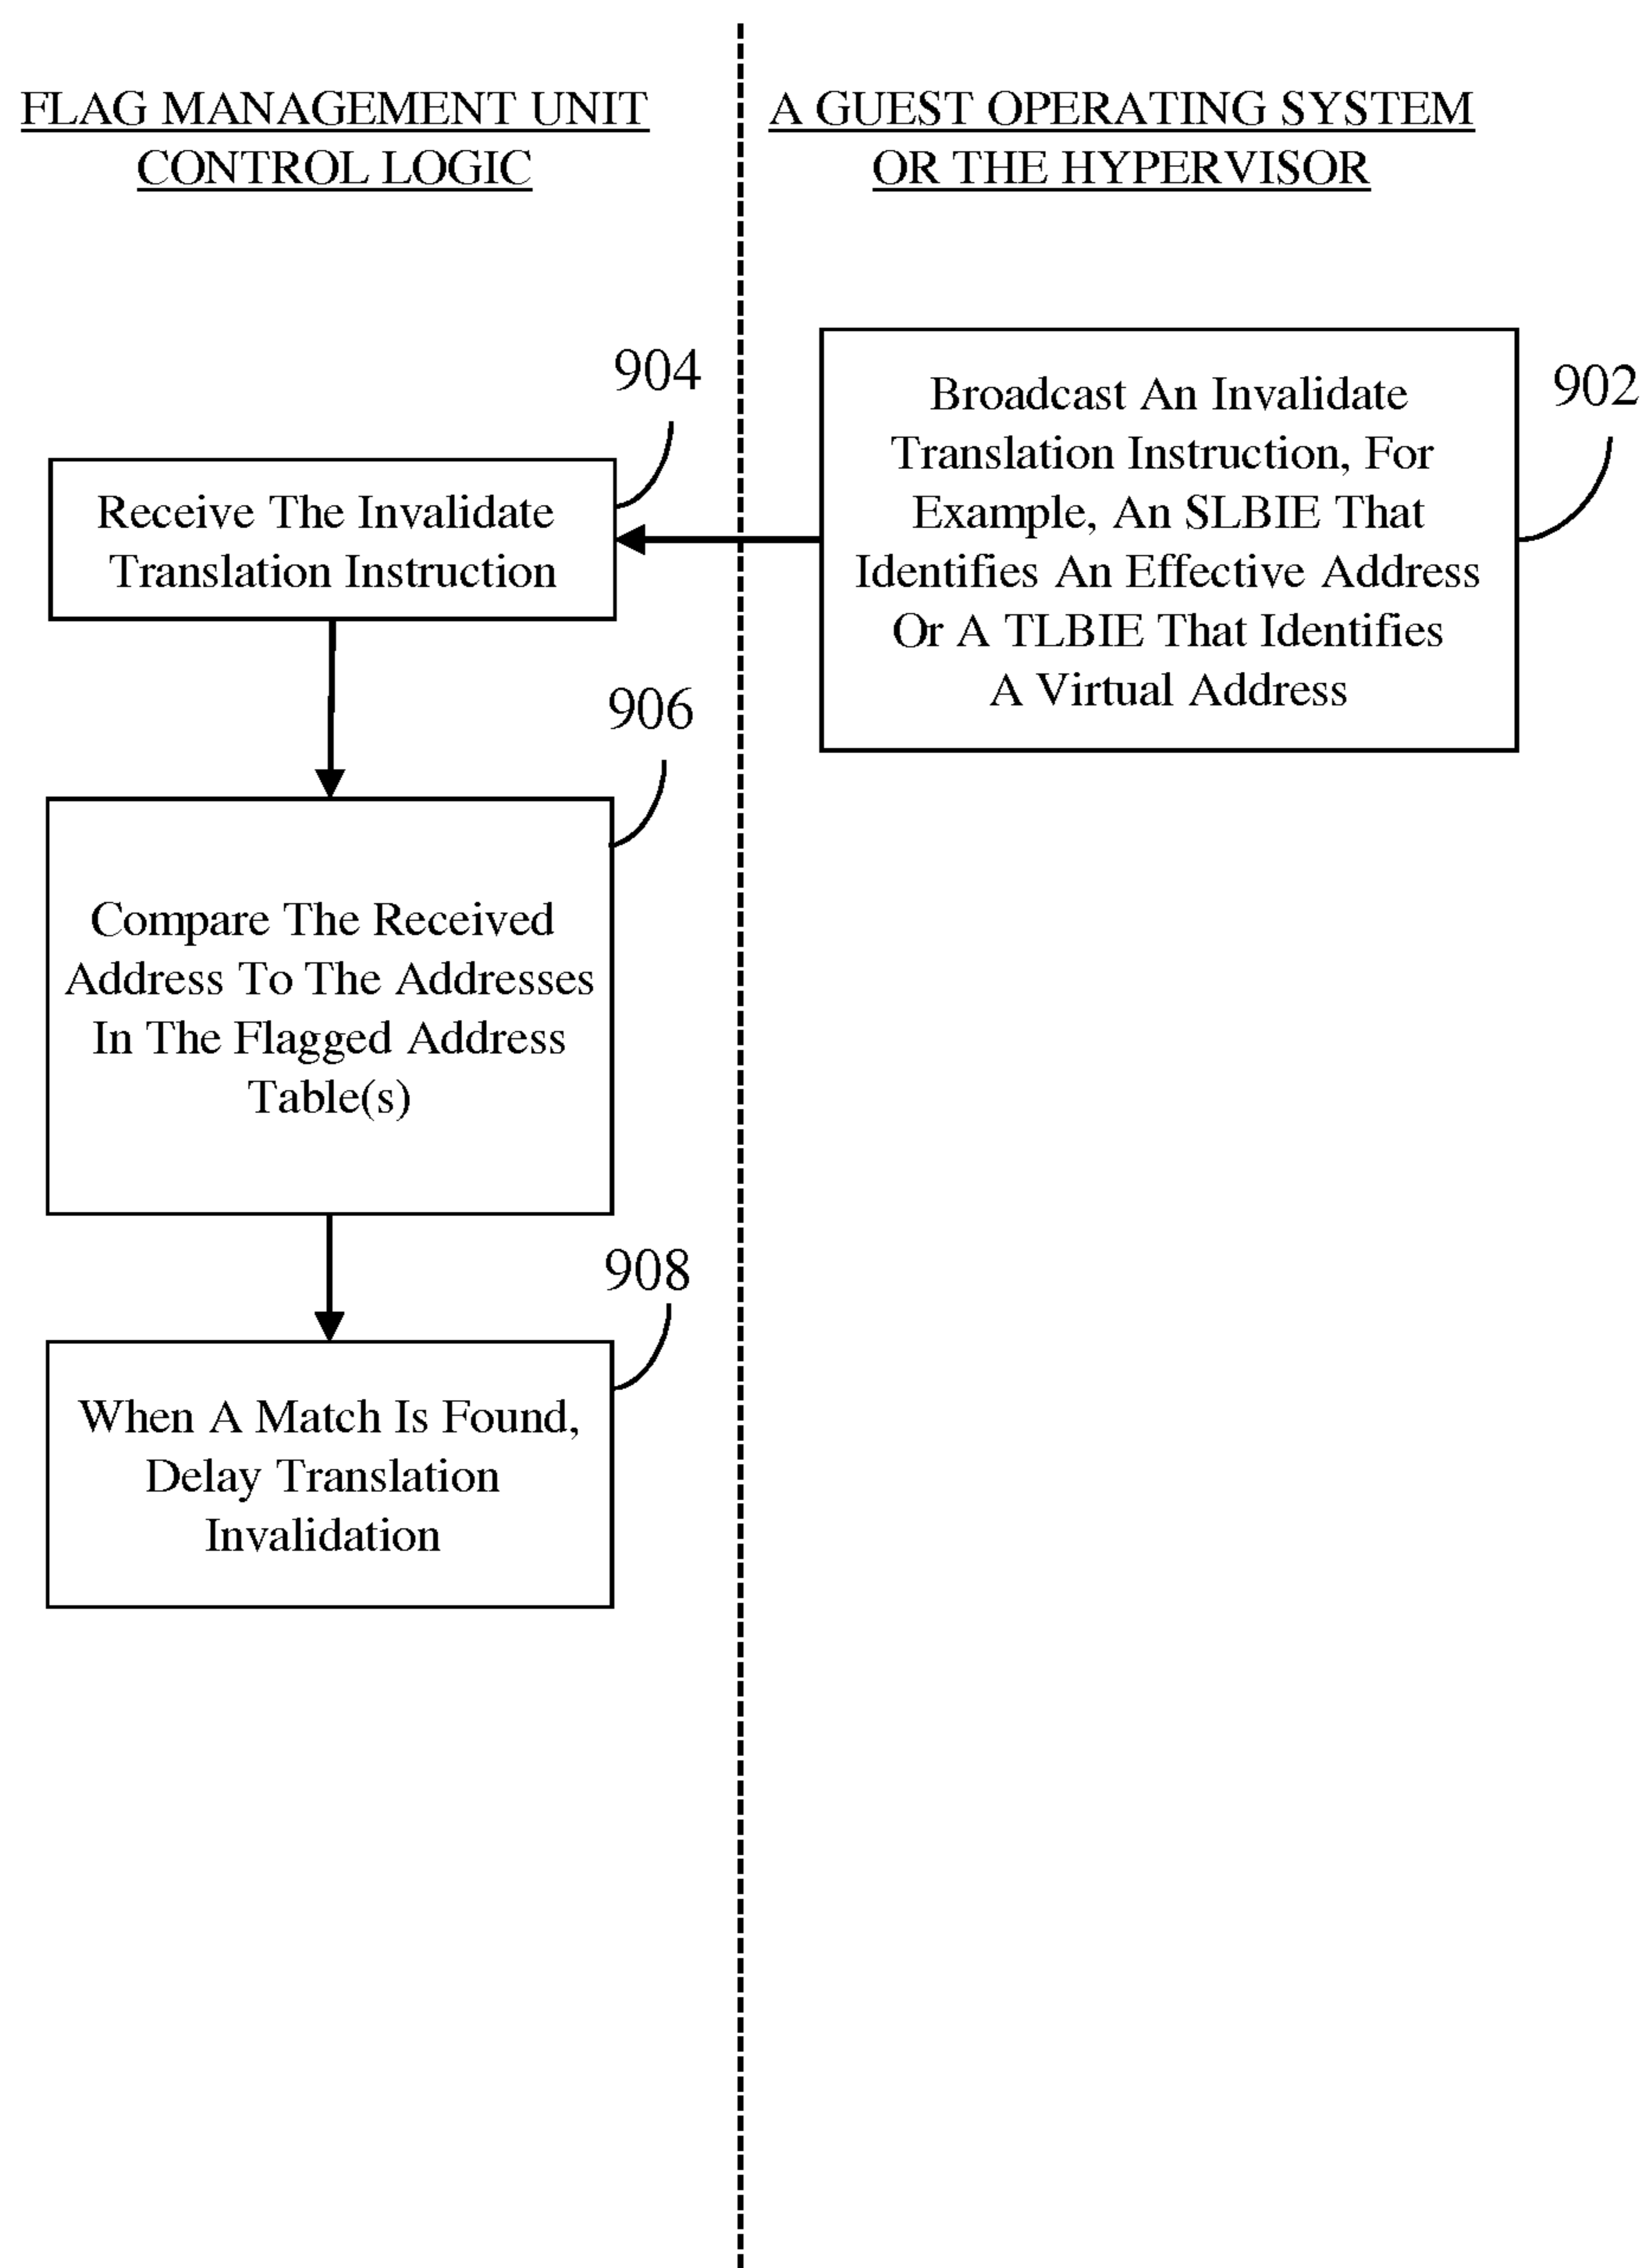 FLAG MANAGEMENT UNIT
CONTROL LOGIC
A GUEST OPERATING SYSTEM
OR THE HYPERVISOR
902
Broadcast An Invalidate
Translation Instruction, For
Example, An SLBIE That
Identifies An Effective Address
Or A TLBIE That Identifies
A Virtual Address
904
Receive The Invalidate
Translation Instruction
906
Compare The Received
Address To The Addresses
In The Flagged Address
Table(s)
908
When A Match Is Found,
Delay Translation
Invalidation